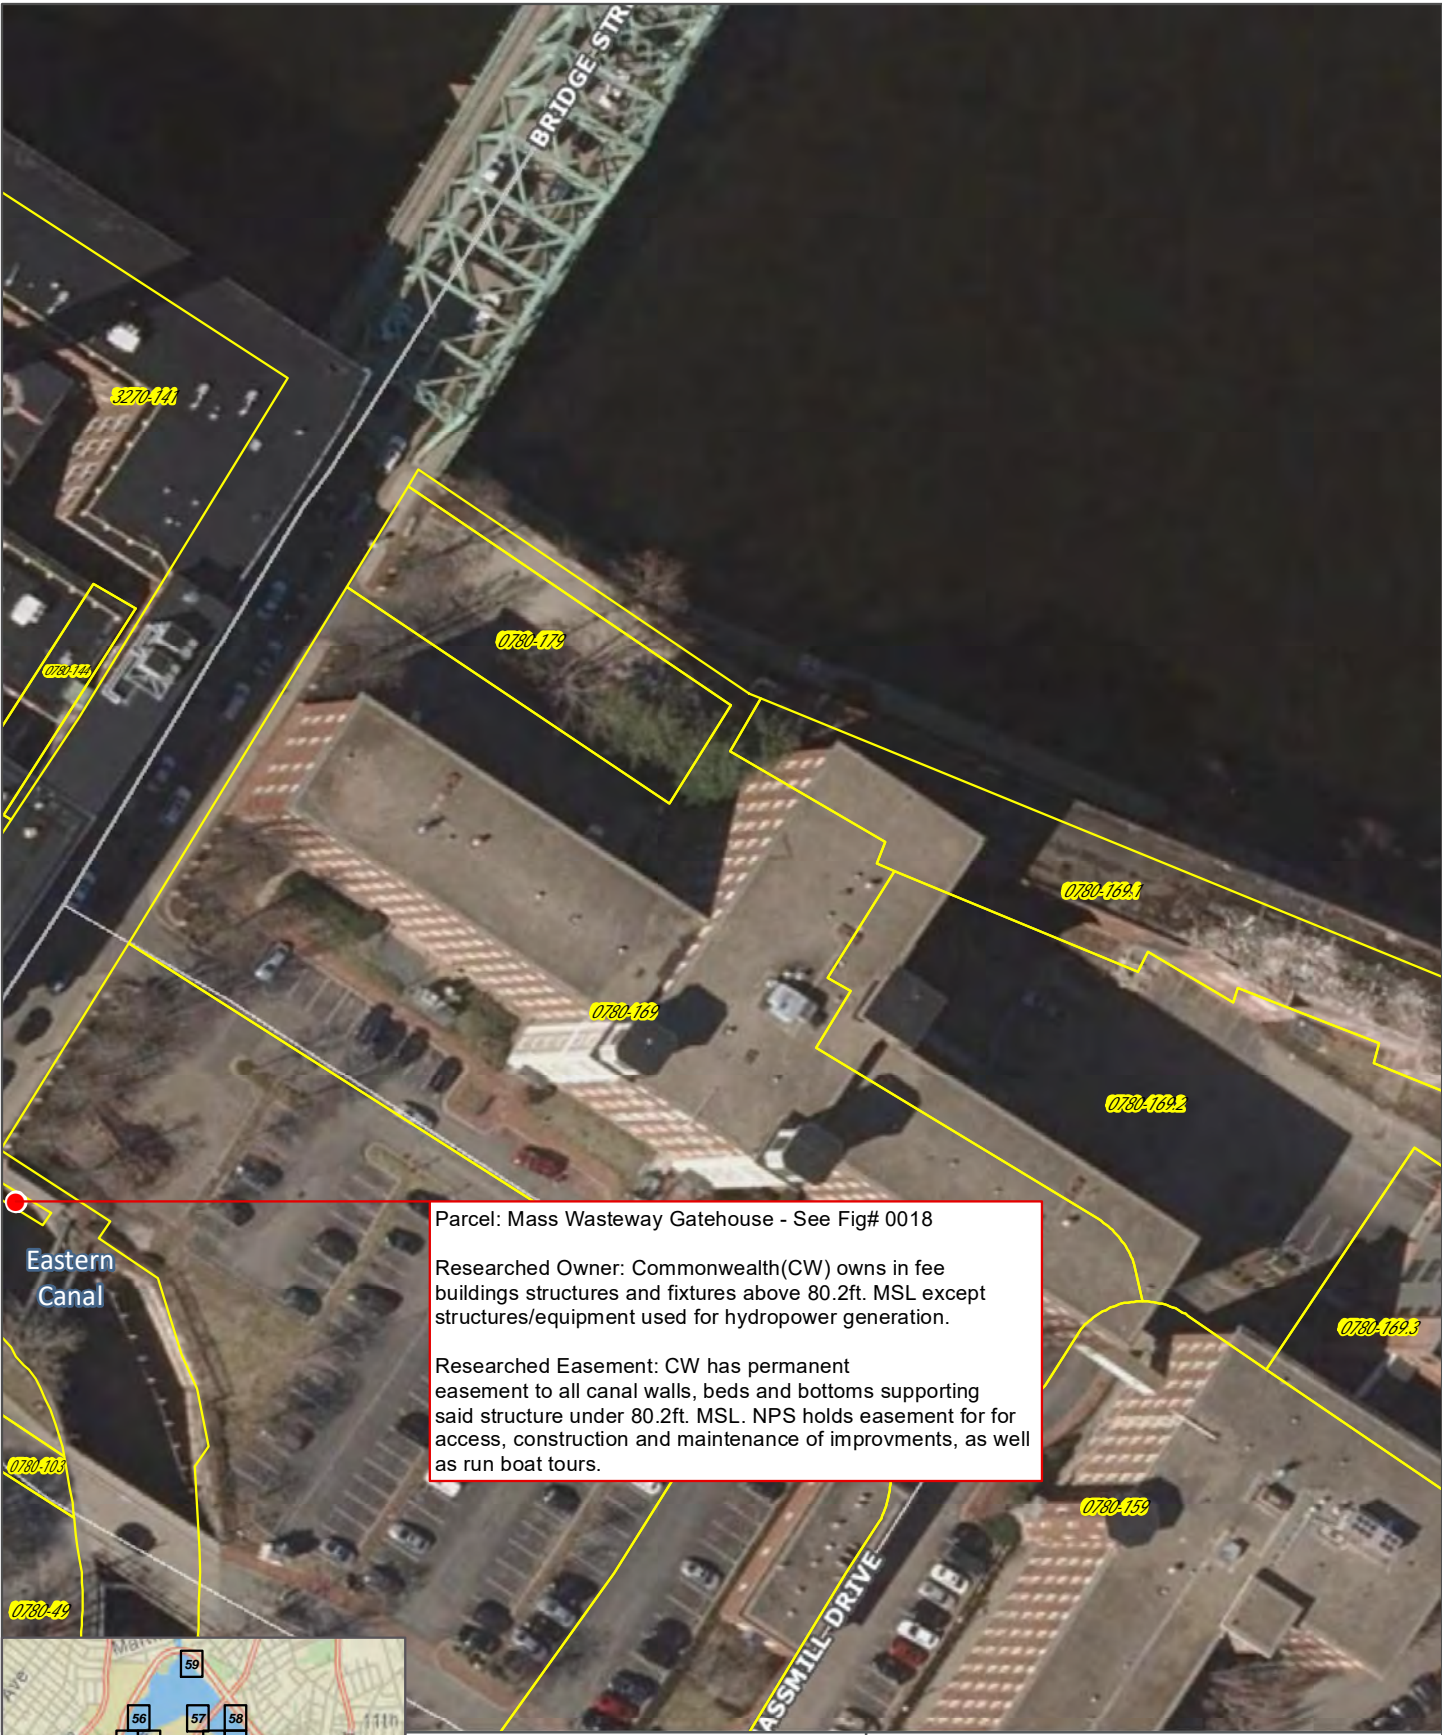 BRIDGE STR
3270-141
0780-179
0780-144
0780-169.1
0780-169
0780-169.2
Parcel: Mass Wasteway Gatehouse - See Fig# 0018
Researched Owner: Commonwealth(CW) owns in fee
buildings structures and fixtures above 80.2ft. MSL except
structures/equipment used for hydropower generation.
Researched Easement: CW has permanent
easement to all canal walls, beds and bottoms supporting
said structure under 80.2ft. MSL. NPS holds easement for for
access, construction and maintenance of improvments, as well
as run boat tours.
Eastern
Canal
0780-169.3
0780-103
0780-159
0780-49
ASSMILL DRIVE
Ave
59
56
57
58
11th